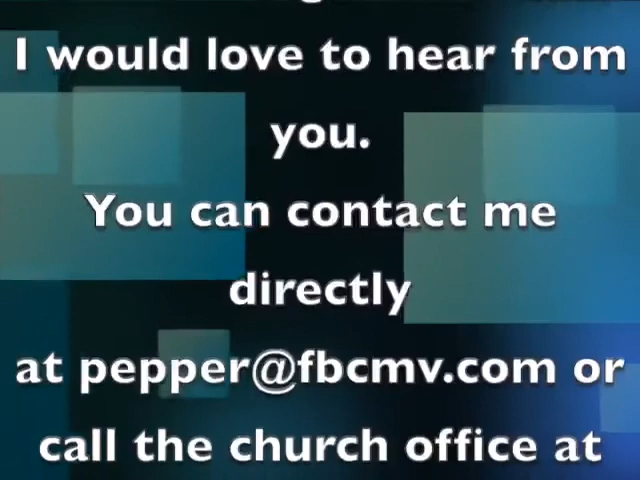 I would love to hear from
you.
You can contact me
directly
at pepper@fbcmv.com or
call the church office at